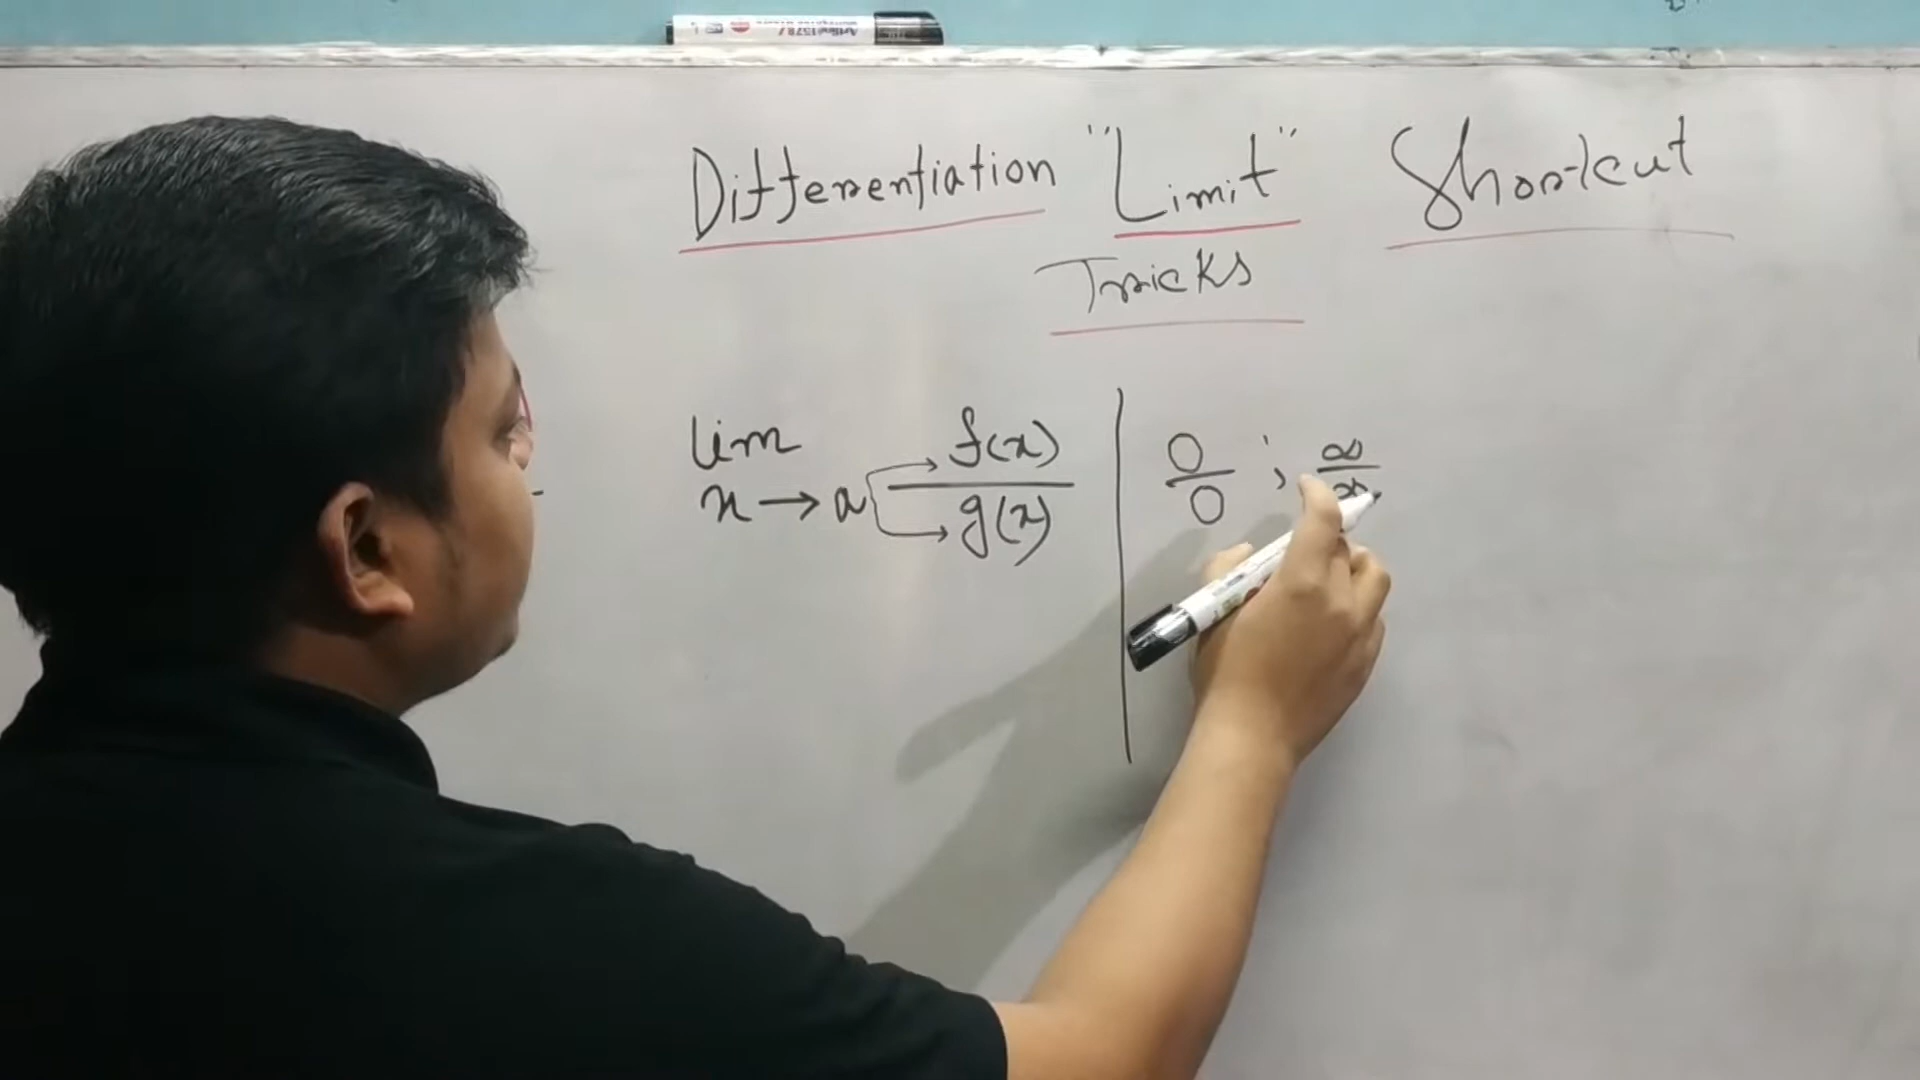 Differentiation "Limit" Shortcut
Tricks
lim f(x) 0 ; ∞
x → a g(x) 0 ∞